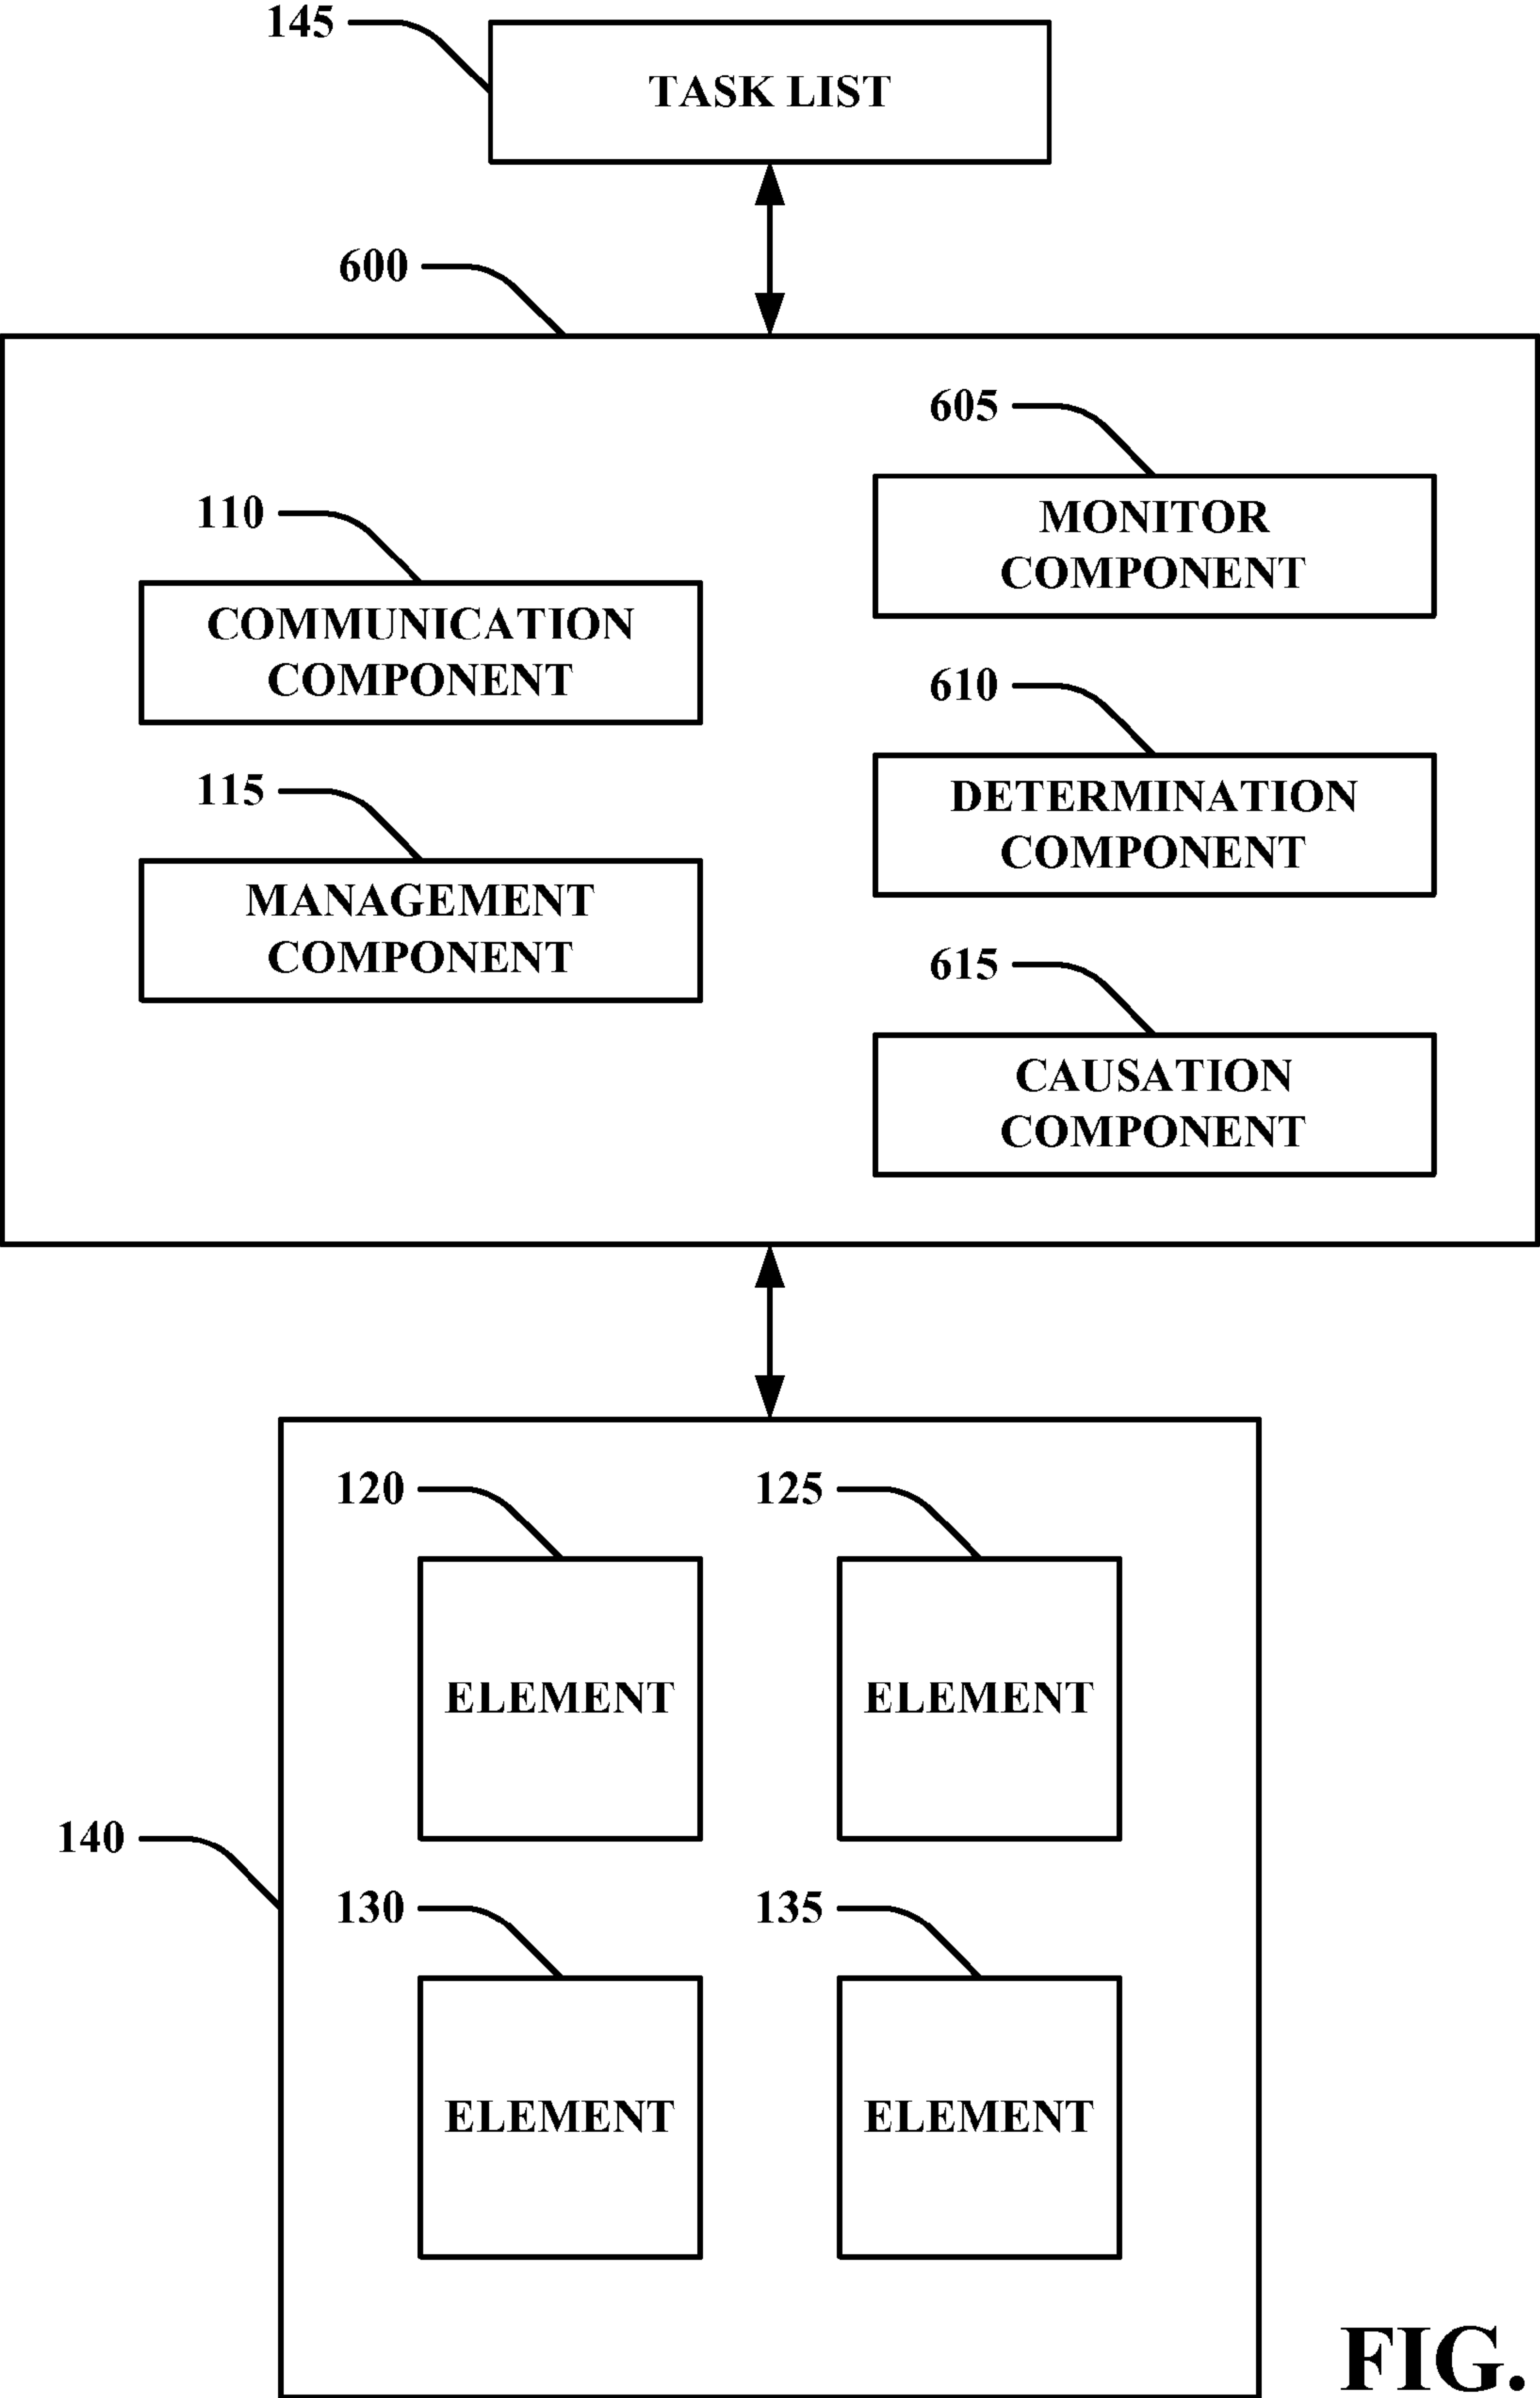 145
TASK LIST
600
605
MONITOR
COMPONENT
110
COMMUNICATION
COMPONENT
610
DETERMINATION
COMPONENT
115
MANAGEMENT
COMPONENT
615
CAUSATION
COMPONENT
120
125
ELEMENT
ELEMENT
140
130
135
ELEMENT
ELEMENT
FIG.